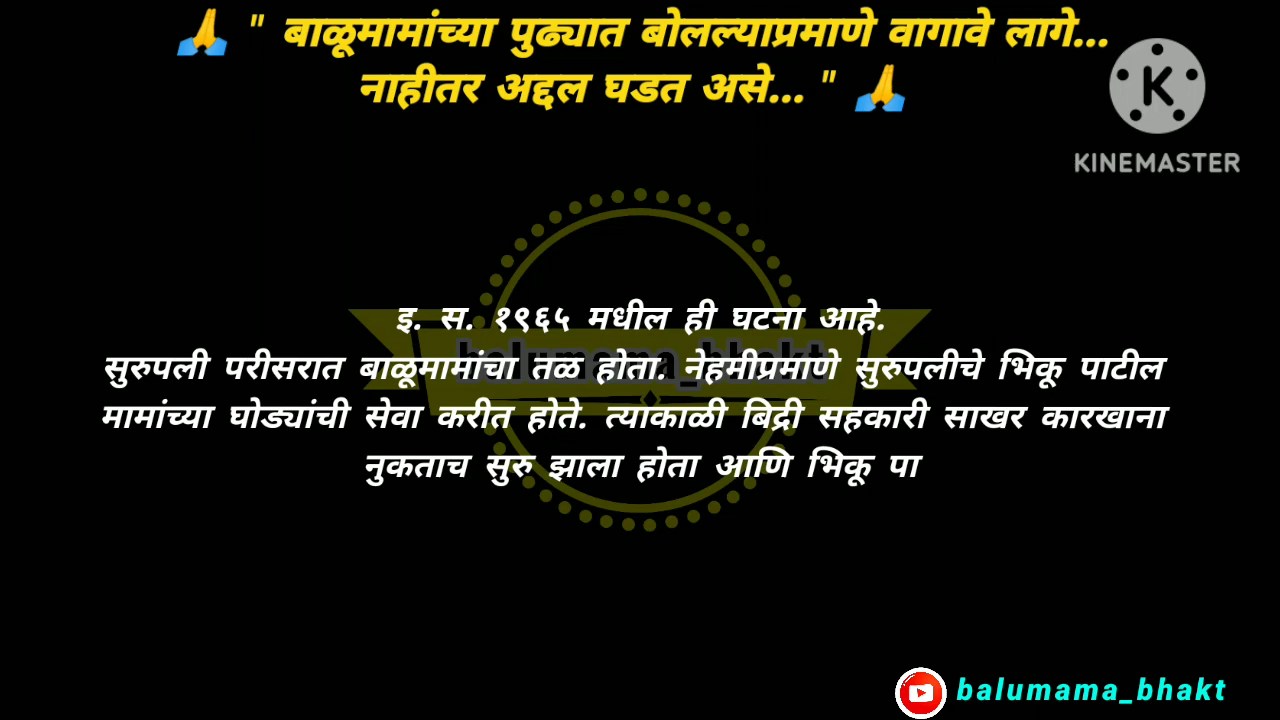 🙏 " बाळूमामांच्या पुढ्यात बोलल्याप्रमाणे वागावे लागे...
नाहीतर अद्दल घडत असे... " 🙏
K
KINEMASTER
इ. स. १९६५ मधील ही घटना आहे.
balumama_bhakt
सुरुपली परीसरात बाळूमामांचा तळ होता. नेहमीप्रमाणे सुरुपलीचे भिकू पाटील
मामांच्या घोड्यांची सेवा करीत होते. त्याकाळी बिद्री सहकारी साखर कारखाना
नुकताच सुरु झाला होता आणि भिकू पा
balumama_bhakt